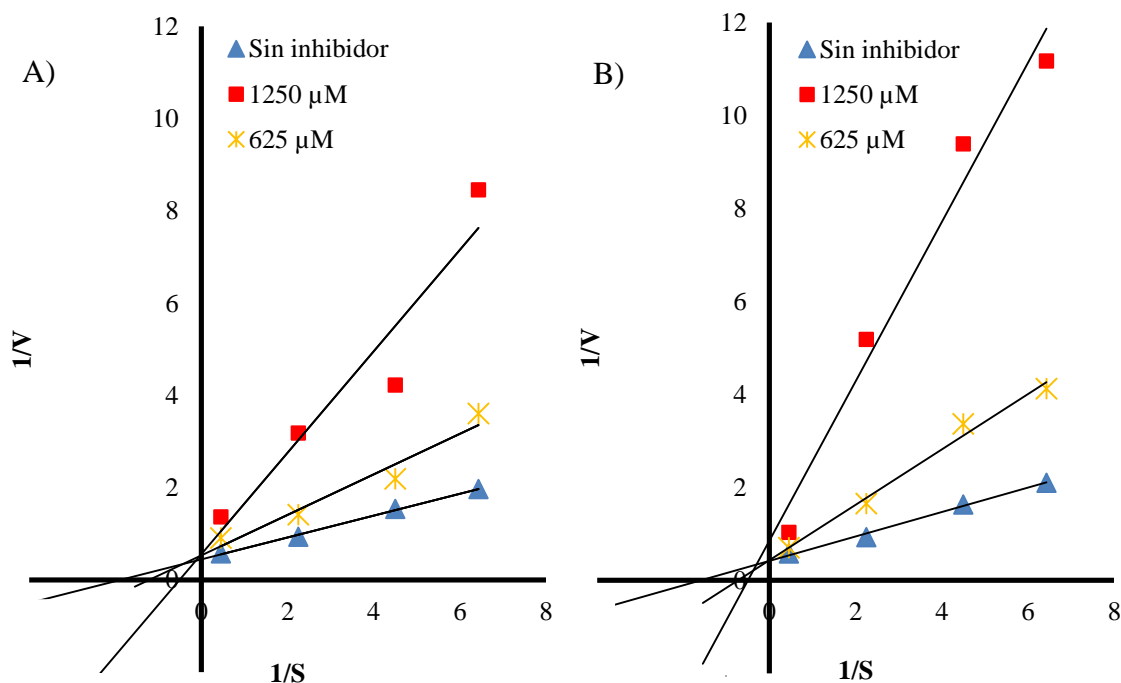 A)
Sin inhibidor
1250 µM
625 µM
12
10
8
6
4
2
0
0 2 4 6 8
1/V
1/S
B)
Sin inhibidor
1250 µM
625 µM
12
10
8
6
4
2
0
0 2 4 6 8
1/V
1/S